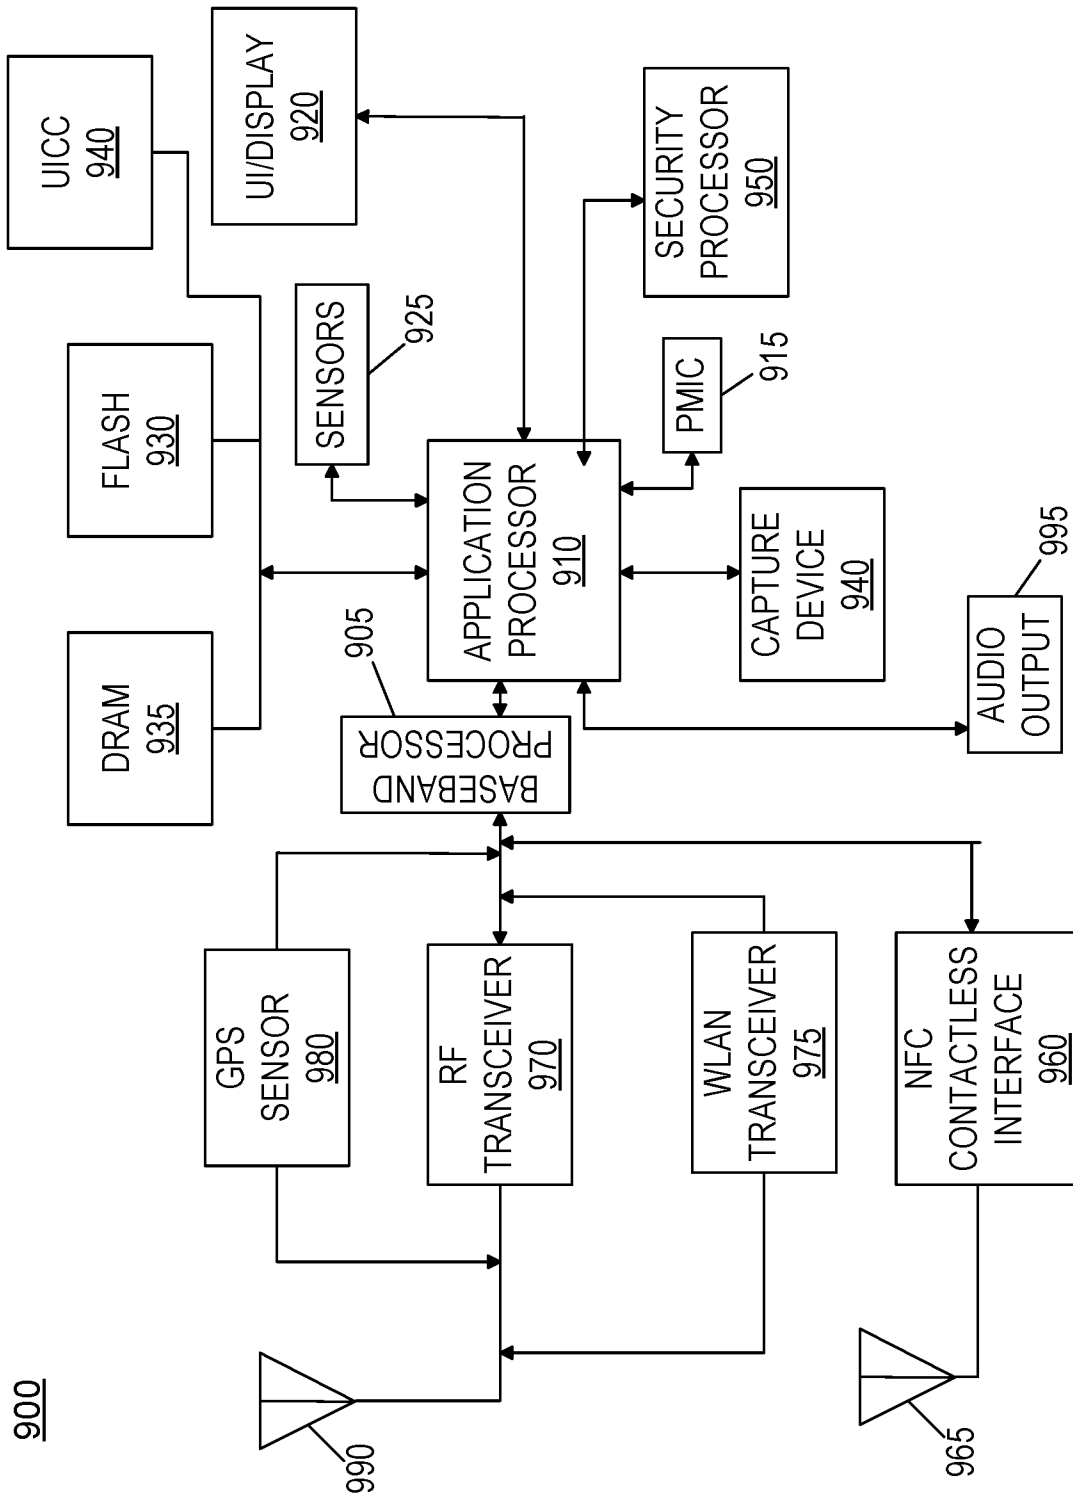 900
UICC
940
FLASH
930
DRAM
935
UI/DISPLAY
920
SENSORS
925
SECURITY
PROCESSOR
950
PMIC
915
APPLICATION
PROCESSOR
910
CAPTURE
DEVICE
940
AUDIO
OUTPUT
995
905
BASEBAND
PROCESSOR
GPS
SENSOR
980
RF
TRANSCEIVER
970
WLAN
TRANSCEIVER
975
NFC
CONTACTLESS
INTERFACE
960
990
965